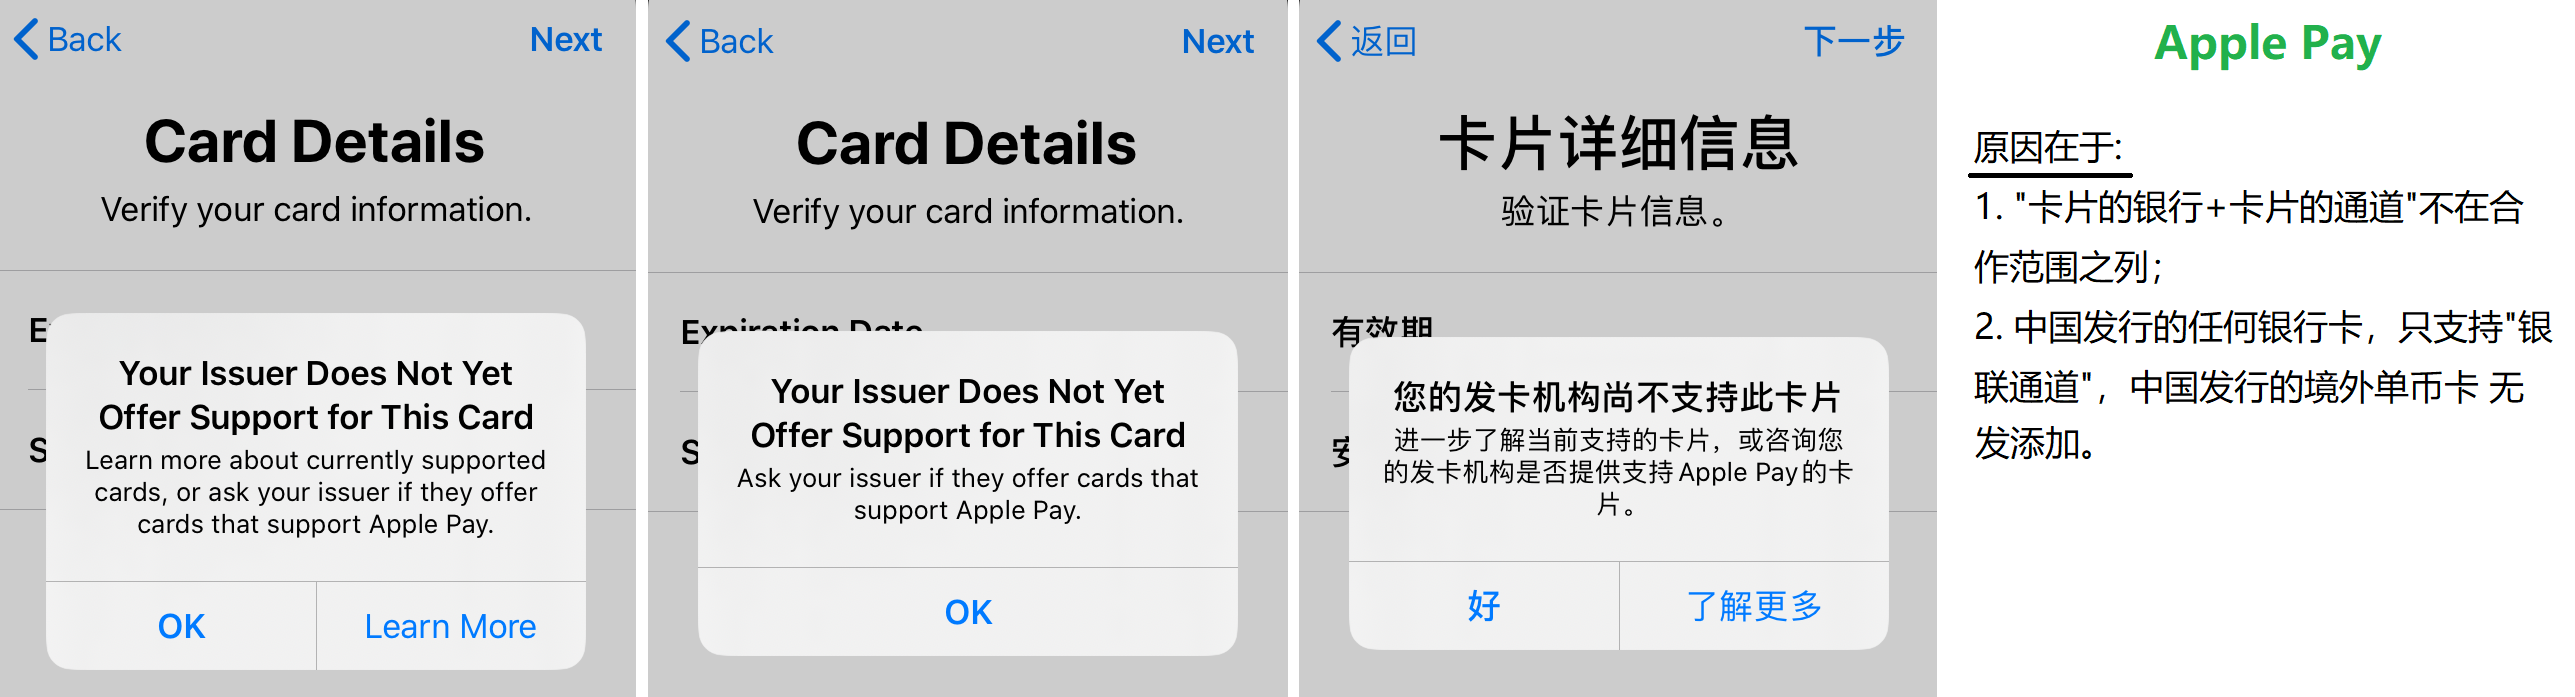 Back
Next
Card Details
Verify your card information.
E
S
Your Issuer Does Not Yet
Offer Support for This Card
Learn more about currently supported
cards, or ask your issuer if they offer
cards that support Apple Pay.
OK
Learn More
Back
Next
Card Details
Verify your card information.
Expiration Date
S
Your Issuer Does Not Yet
Offer Support for This Card
Ask your issuer if they offer cards that
support Apple Pay.
OK
返回
下一步
卡片详细信息
验证卡片信息。
有效期
安
您的发卡机构尚不支持此卡片
进一步了解当前支持的卡片，或咨询您
的发卡机构是否提供支持 Apple Pay 的卡
片。
好
了解更多
Apple Pay
原因在于:
1. "卡片的银行+卡片的通道"不在合
作范围之列；
2. 中国发行的任何银行卡，只支持"银
联通道"，中国发行的境外单币卡 无
发添加。